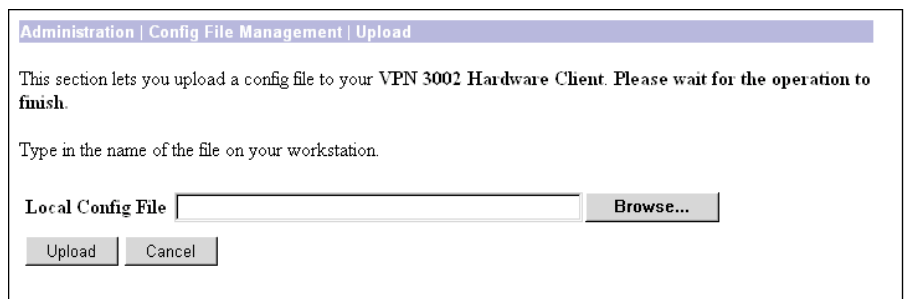 Administration | Config File Management | Upload
This section lets you upload a config file to your VPN 3002 Hardware Client. Please wait for the operation to
finish.
Type in the name of the file on your workstation.
Local Config File Browse...
Upload Cancel